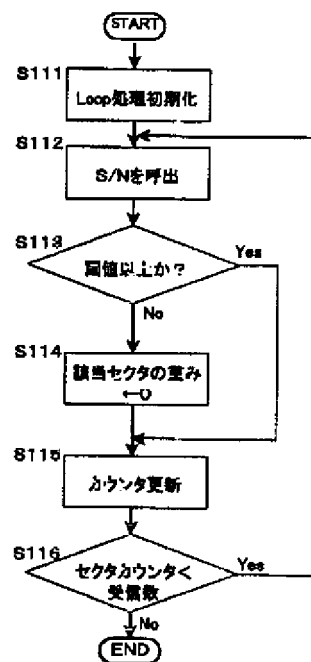 START
S111
Loop処理初期化
S112
S/Nを呼出
S113
閾値以上か?
Yes
No
S114
該当セクタの重み
←0
S115
カウンタ更新
S116
セクタカウンタ<
受信数
Yes
No
END